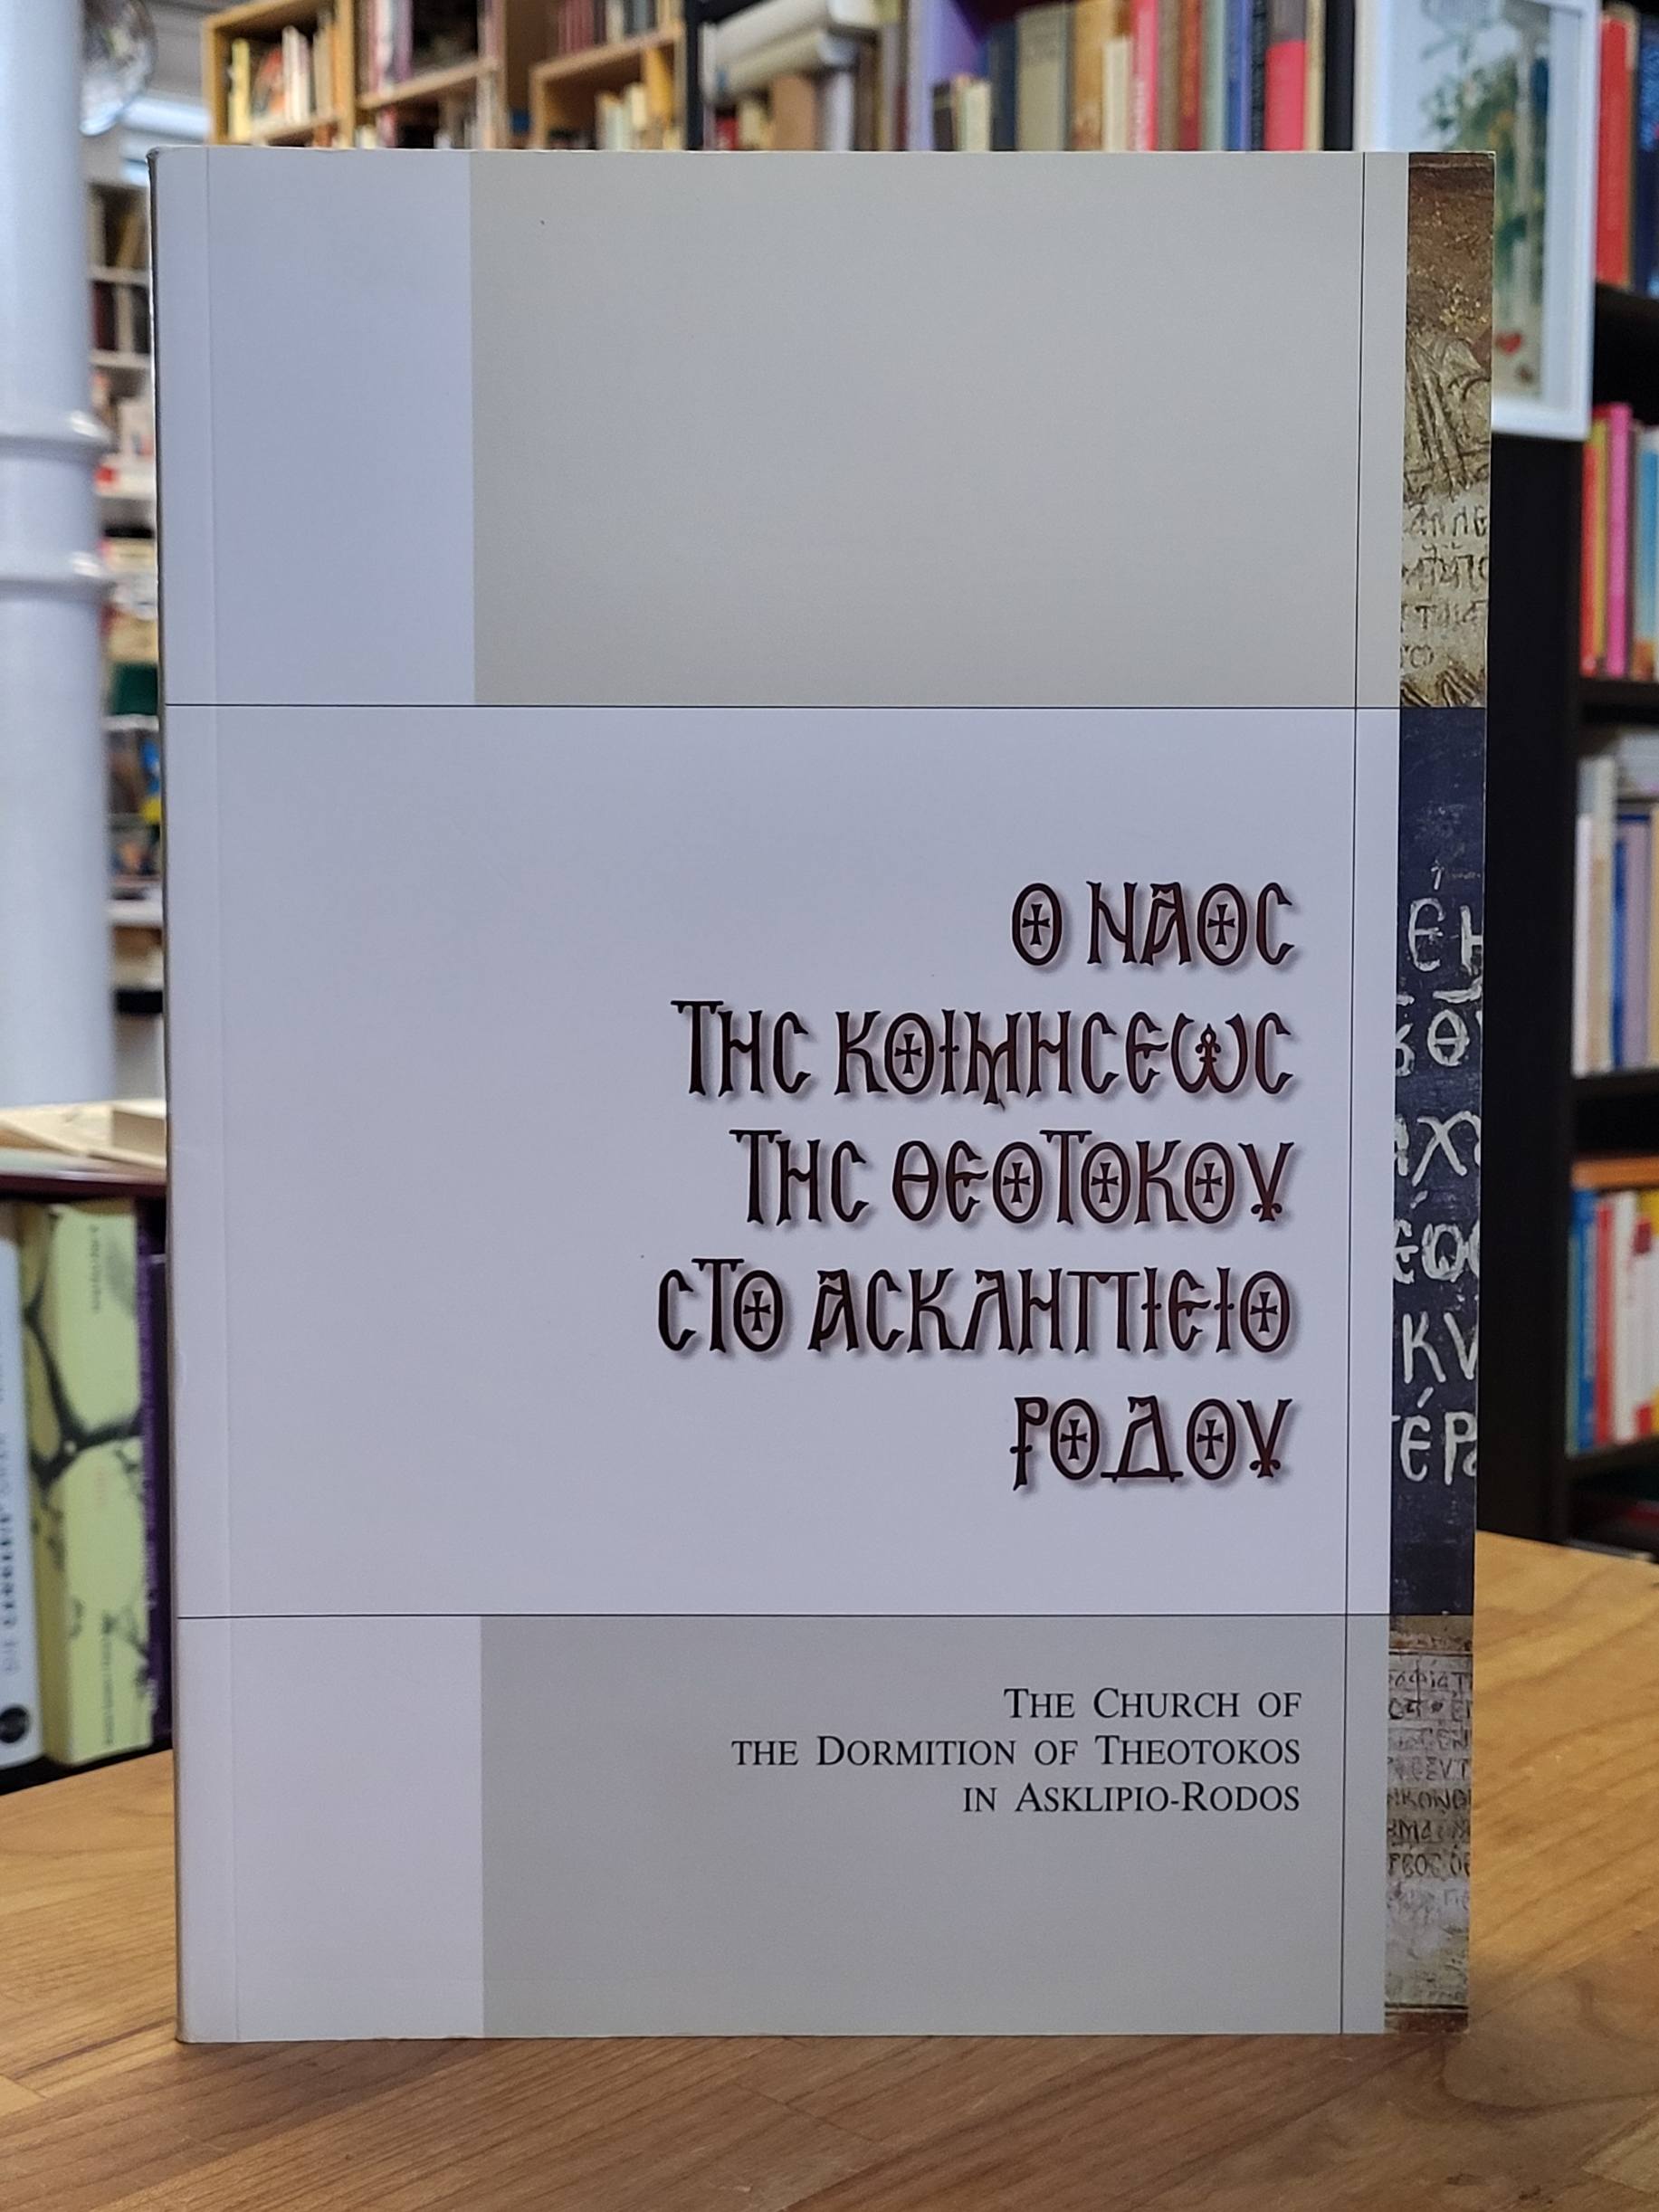 Ο ΝΑΟΣ
ΤΗΣ ΚΟΙΜΗΣΕΩΣ
ΤΗΣ ΘΕΟΤΟΚΟΥ
ΣΤΟ ΑΣΚΛΗΠΙΕΙΟ
ΡΟΔΟΥ
THE CHURCH OF
THE DORMITION OF THEOTOKOS
IN ASKLIPIO-RODOS